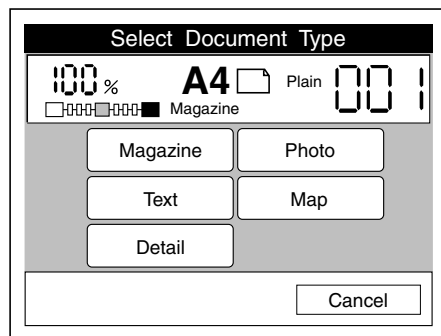 Select Document Type
100 % A4 Plain 001
Magazine
Magazine Photo
Text Map
Detail
Cancel